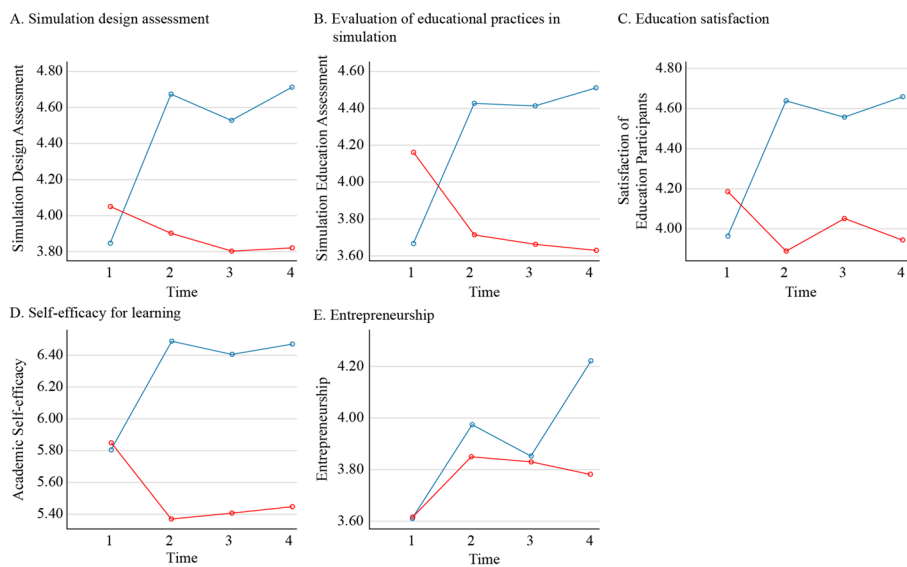 A. Simulation design assessment
Simulation Design Assessment
4.80
4.60
4.40
4.20
4.00
3.80
1 2 3 4
Time
B. Evaluation of educational practices in
simulation
Simulation Education Assessment
4.60
4.40
4.20
4.00
3.80
3.60
1 2 3 4
Time
C. Education satisfaction
Satisfaction of
Education Participants
4.80
4.60
4.40
4.20
4.00
1 2 3 4
Time
D. Self-efficacy for learning
Academic Self-efficacy
6.40
6.20
6.00
5.80
5.60
5.40
1 2 3 4
Time
E. Entrepreneurship
Entrepreneurship
4.20
4.00
3.80
3.60
1 2 3 4
Time